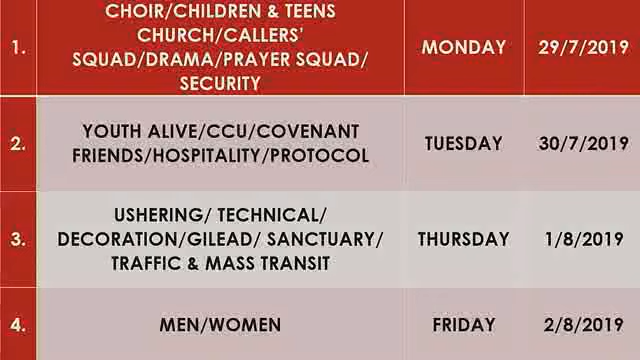 CHOIR/CHILDREN & TEENS
CHURCH/CALLERS'
1. SQUAD/DRAMA/PRAYER SQUAD/ MONDAY 29/7/2019
SECURITY
YOUTH ALIVE/CCU/COVENANT
2. FRIENDS/HOSPITALITY/PROTOCOL TUESDAY 30/7/2019
USHERING/ TECHNICAL/
3. DECORATION/GILEAD/ SANCTUARY/ THURSDAY 1/8/2019
TRAFFIC & MASS TRANSIT
4. MEN/WOMEN FRIDAY 2/8/2019